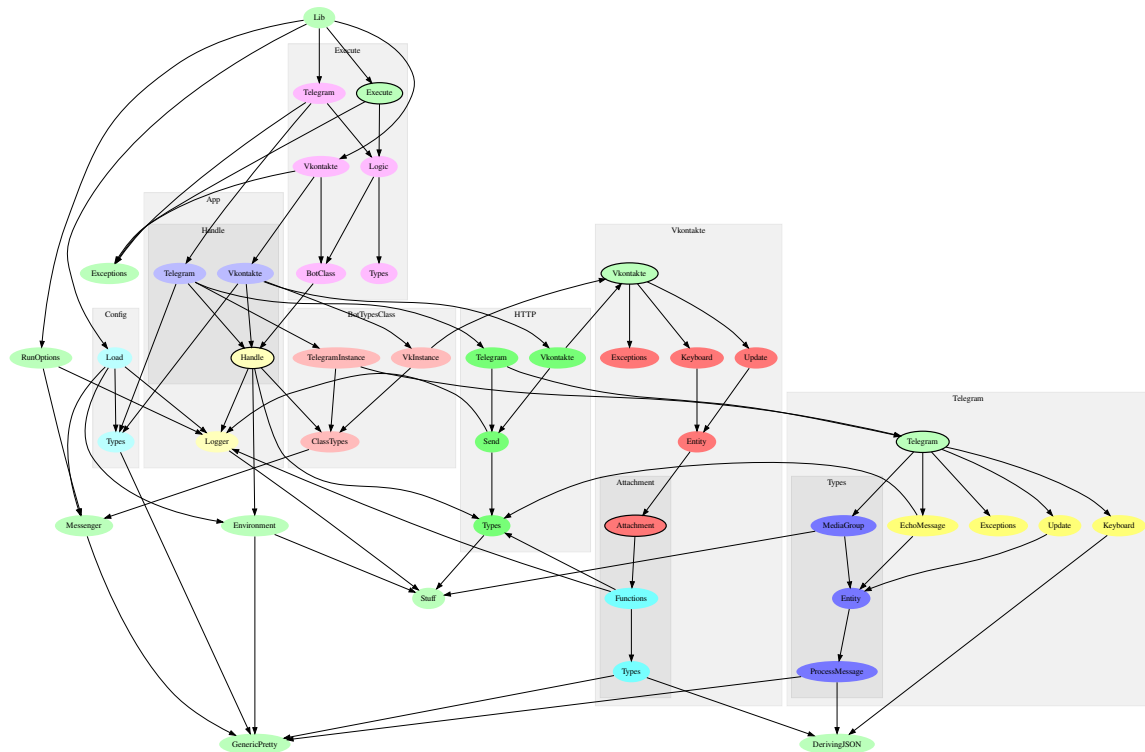 Lib
Execute
Telegram
Execute
Vkontakte
Logic
App
Handle
Vkontakte
Exceptions
Telegram
Vkontakte
BotClass
Types
Vkontakte
Config
BotTypesClass
HTTP
RunOptions
Load
Handle
TelegramInstance
VkInstance
Telegram
Vkontakte
Exceptions
Keyboard
Update
Telegram
Types
Logger
ClassTypes
Send
Entity
Telegram
Attachment
Types
Messenger
Environment
Types
Attachment
MediaGroup
EchoMessage
Exceptions
Update
Keyboard
Stuff
Functions
Entity
Types
ProcessMessage
GenericPretty
DerivingJSON